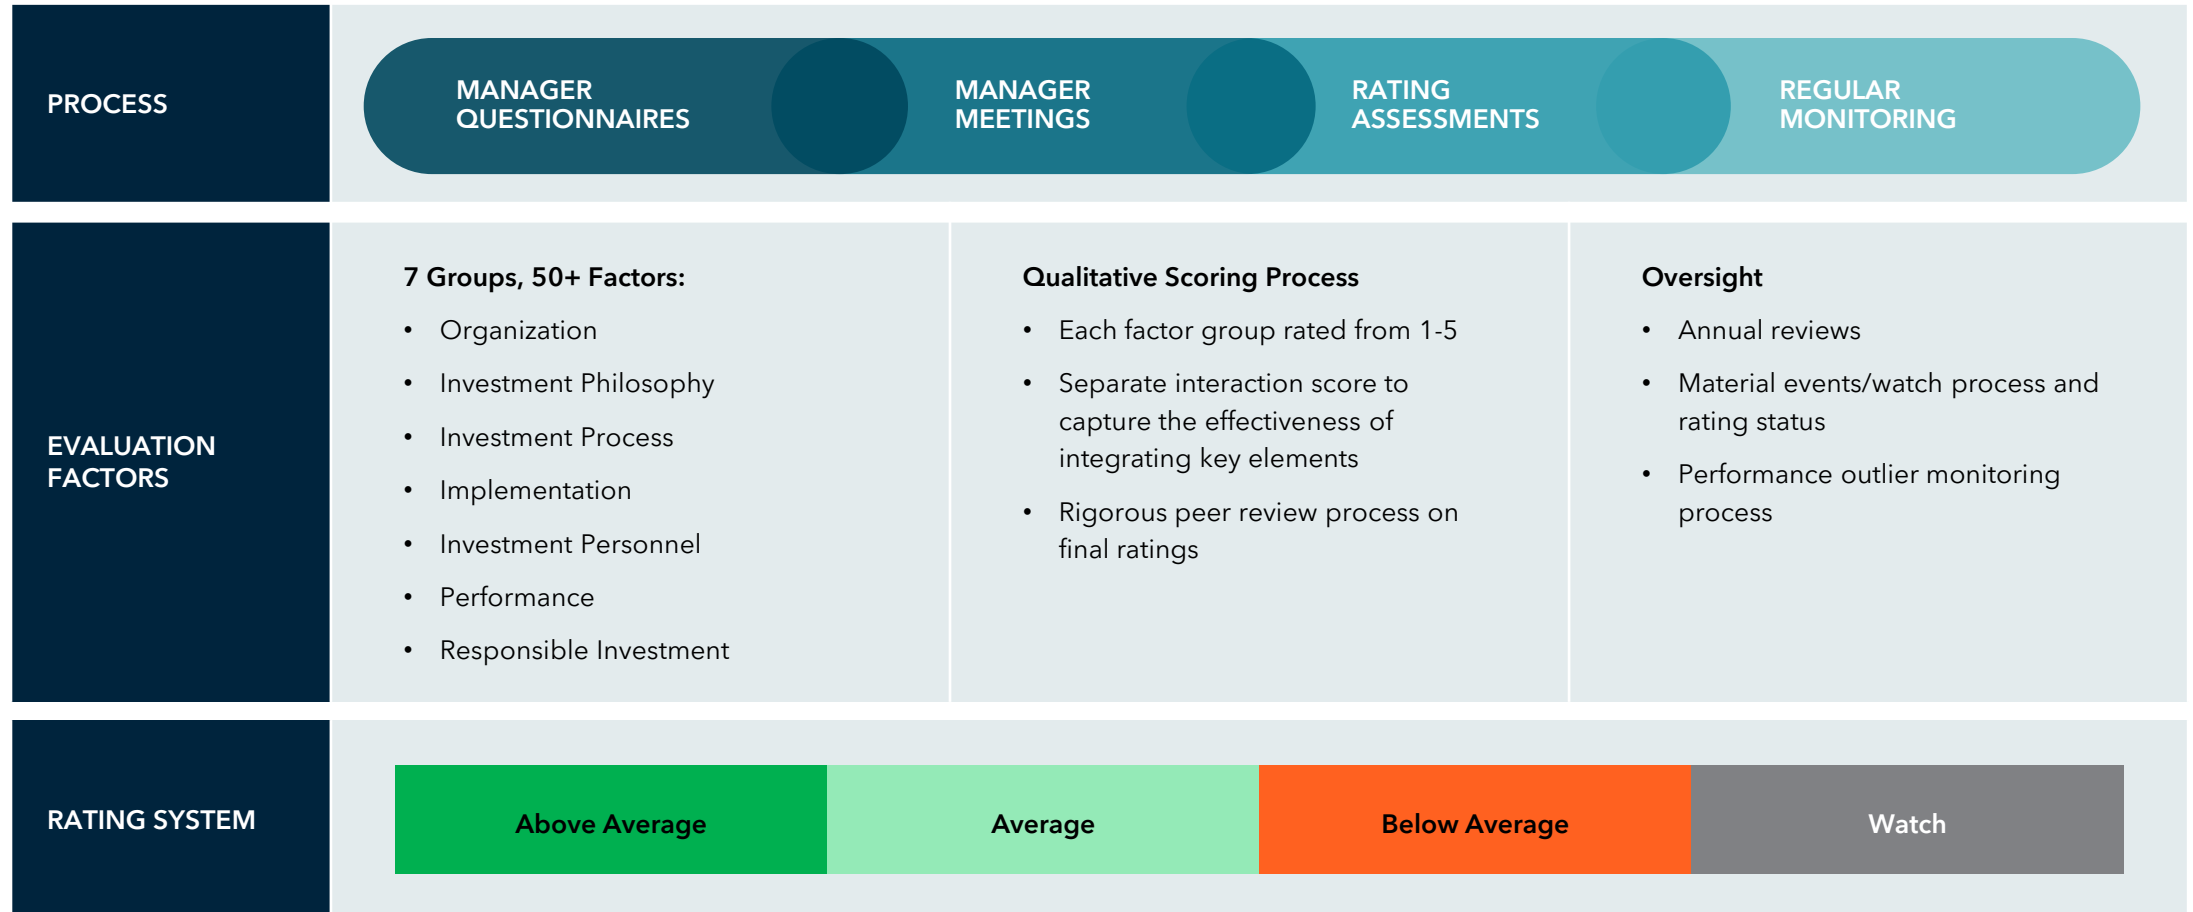 PROCESS
MANAGER
QUESTIONNAIRES
MANAGER
MEETINGS
RATING
ASSESSMENTS
REGULAR
MONITORING
EVALUATION
FACTORS
7 Groups, 50+ Factors:
• Organization
• Investment Philosophy
• Investment Process
• Implementation
• Investment Personnel
• Performance
• Responsible Investment
Qualitative Scoring Process
• Each factor group rated from 1-5
• Separate interaction score to
capture the effectiveness of
integrating key elements
• Rigorous peer review process on
final ratings
Oversight
• Annual reviews
• Material events/watch process and
rating status
• Performance outlier monitoring
process
RATING SYSTEM
Above Average
Average
Below Average
Watch